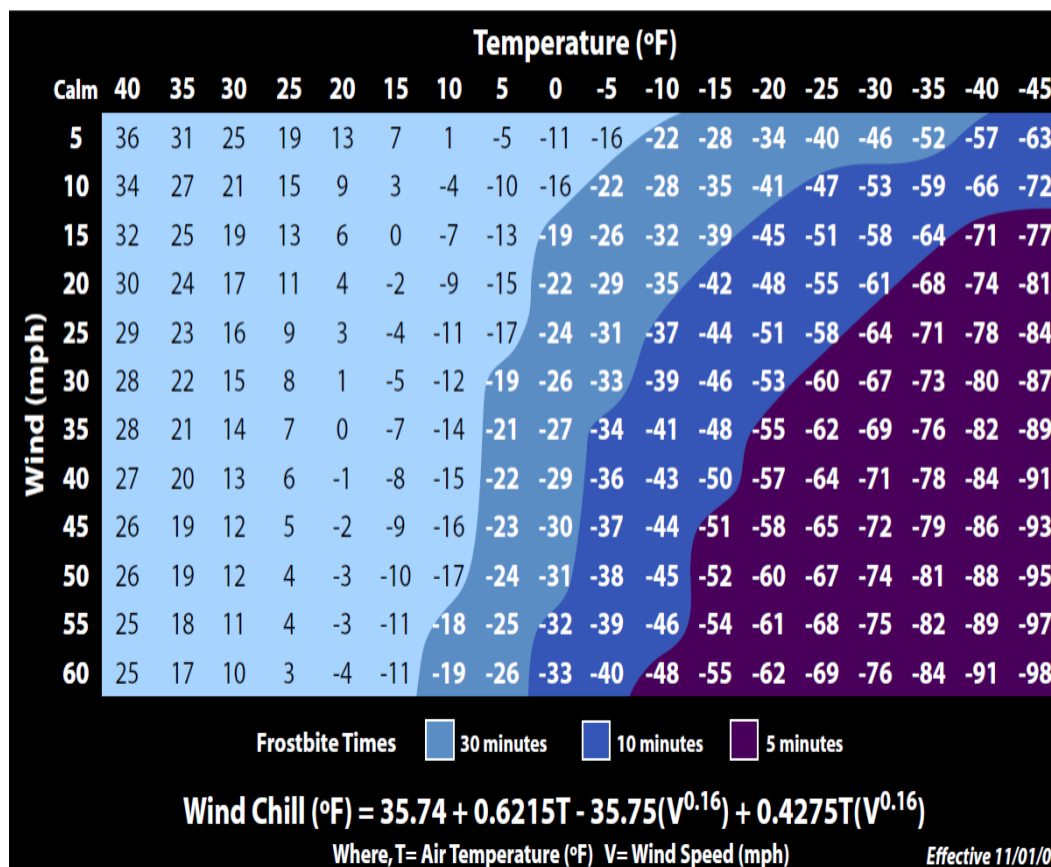 Temperature (ºF)
Calm 40 35 30 25 20 15 10 5 0 -5 -10 -15 -20 -25 -30 -35 -40 -45
5 36 31 25 19 13 7 1 -5 -11 -16 -22 -28 -34 -40 -46 -52 -57 -63
10 34 27 21 15 9 3 -4 -10 -16 -22 -28 -35 -41 -47 -53 -59 -66 -72
15 32 25 19 13 6 0 -7 -13 -19 -26 -32 -39 -45 -51 -58 -64 -71 -77
20 30 24 17 11 4 -2 -9 -15 -22 -29 -35 -42 -48 -55 -61 -68 -74 -81
25 29 23 16 9 3 -4 -11 -17 -24 -31 -37 -44 -51 -58 -64 -71 -78 -84
30 28 22 15 8 1 -5 -12 -19 -26 -33 -39 -46 -53 -60 -67 -73 -80 -87
35 28 21 14 7 0 -7 -14 -21 -27 -34 -41 -48 -55 -62 -69 -76 -82 -89
40 27 20 13 6 -1 -8 -15 -22 -29 -36 -43 -50 -57 -64 -71 -78 -84 -91
45 26 19 12 5 -2 -9 -16 -23 -30 -37 -44 -51 -58 -65 -72 -79 -86 -93
50 26 19 12 4 -3 -10 -17 -24 -31 -38 -45 -52 -60 -67 -74 -81 -88 -95
55 25 18 11 4 -3 -11 -18 -25 -32 -39 -46 -54 -61 -68 -75 -82 -89 -97
60 25 17 10 3 -4 -11 -19 -26 -33 -40 -48 -55 -62 -69 -76 -84 -91 -98
Wind (mph)
Frostbite Times 30 minutes 10 minutes 5 minutes
Wind Chill (ºF) = 35.74 + 0.6215T - 35.75(V^0.16) + 0.4275T(V^0.16)
Where, T= Air Temperature (ºF) V= Wind Speed (mph)
Effective 11/01/0